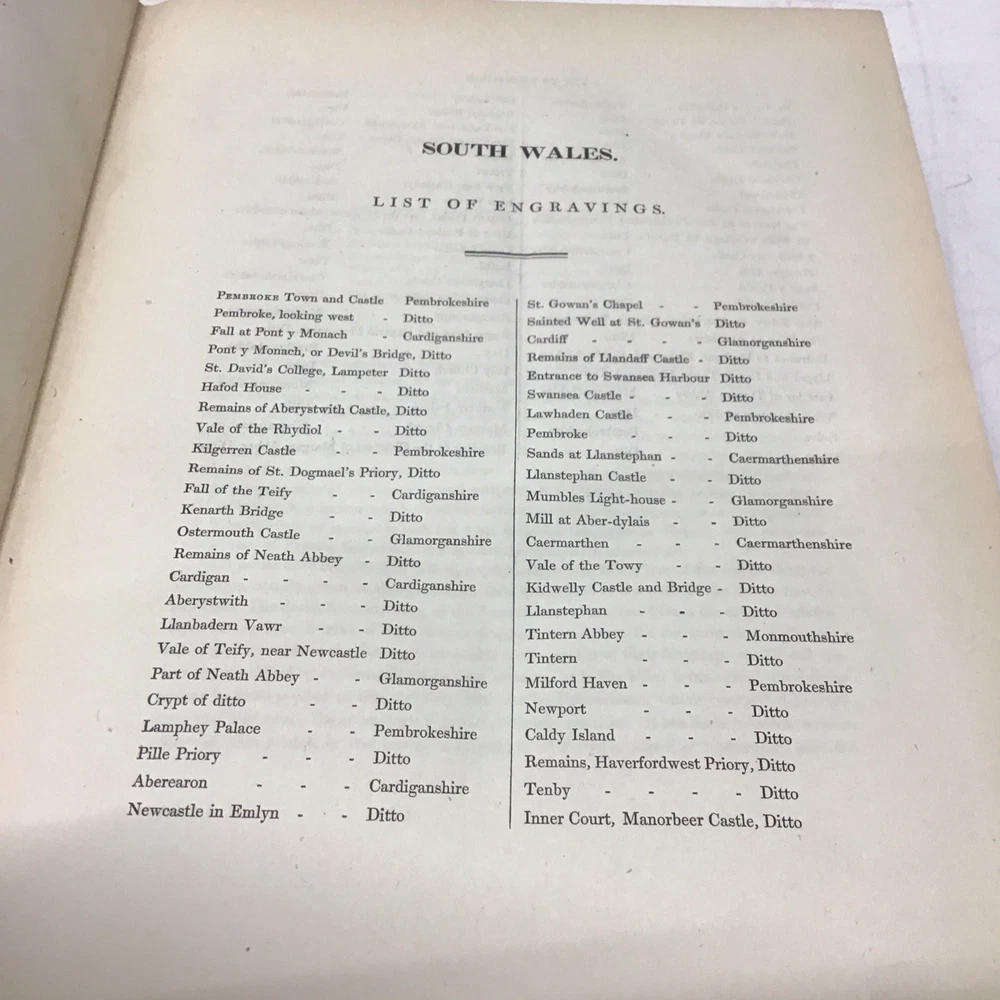 SOUTH WALES.
LIST OF ENGRAVINGS.
PEMBROKE Town and Castle Pembrokeshire
Pembroke, looking west - Ditto
Fall at Pont y Monach - Cardiganshire
Pont y Monach, or Devil's Bridge, Ditto
St. David's College, Lampeter Ditto
Hafod House - - - Ditto
Remains of Aberystwith Castle, Ditto
Vale of the Rhydiol - - Ditto
Kilgerren Castle - - Pembrokeshire
Remains of St. Dogmael's Priory, Ditto
Fall of the Teify - - Cardiganshire
Kenarth Bridge - - Ditto
Ostermouth Castle - - Glamorganshire
Remains of Neath Abbey - Ditto
Cardigan - - - - Cardiganshire
Aberystwith - - - Ditto
Llanbadern Vawr - - Ditto
Vale of Teify, near Newcastle Ditto
Part of Neath Abbey - - Glamorganshire
Crypt of ditto - - Ditto
Lamphey Palace - - Pembrokeshire
Pille Priory - - - Ditto
Aberearon - - - Cardiganshire
Newcastle in Emlyn - - Ditto
St. Gowan's Chapel - - Pembrokeshire
Sainted Well at St. Gowan's Ditto
Cardiff - - - - Glamorganshire
Remains of Llandaff Castle - Ditto
Entrance to Swansea Harbour Ditto
Swansea Castle - - - Ditto
Lawhaden Castle - - Pembrokeshire
Pembroke - - - Ditto
Sands at Llanstephan - - Caermarthenshire
Llanstephan Castle - - Ditto
Mumbles Light-house - - Glamorganshire
Mill at Aber-dylais - - Ditto
Caermarthen - - - Caermarthenshire
Vale of the Towy - - Ditto
Kidwelly Castle and Bridge - Ditto
Llanstephan - - - Ditto
Tintern Abbey - - - Monmouthshire
Tintern - - - Ditto
Milford Haven - - - Pembrokeshire
Newport - - - Ditto
Caldy Island - - - Ditto
Remains, Haverfordwest Priory, Ditto
Tenby - - - - Ditto
Inner Court, Manorbeer Castle, Ditto